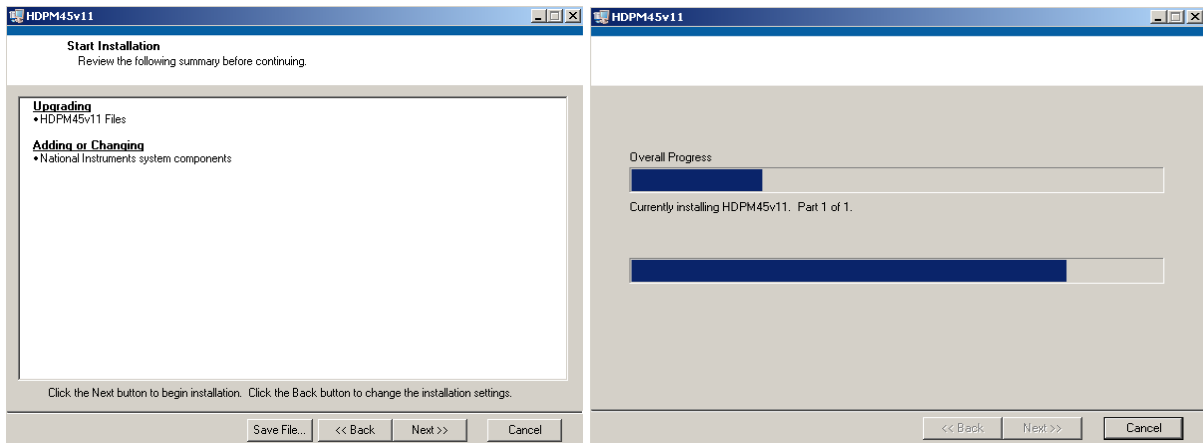 HDPM45v11
Start Installation
Review the following summary before continuing.
Upgrading
•HDPM45v11 Files
Adding or Changing
•National Instruments system components
Click the Next button to begin installation.  Click the Back button to change the installation settings.
Save File... << Back Next >> Cancel
HDPM45v11
Overall Progress
Currently installing HDPM45v11.  Part 1 of 1.
<< Back Next >> Cancel